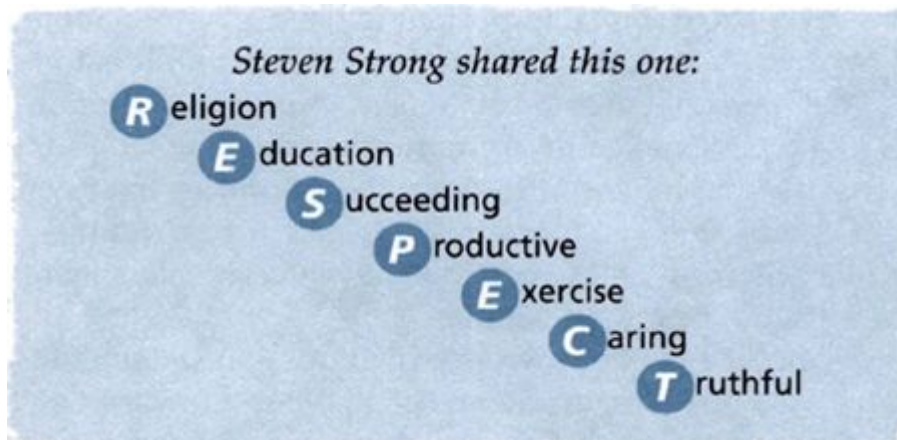 Steven Strong shared this one:
Religion
Education
Succeeding
Productive
Exercise
Caring
Truthful